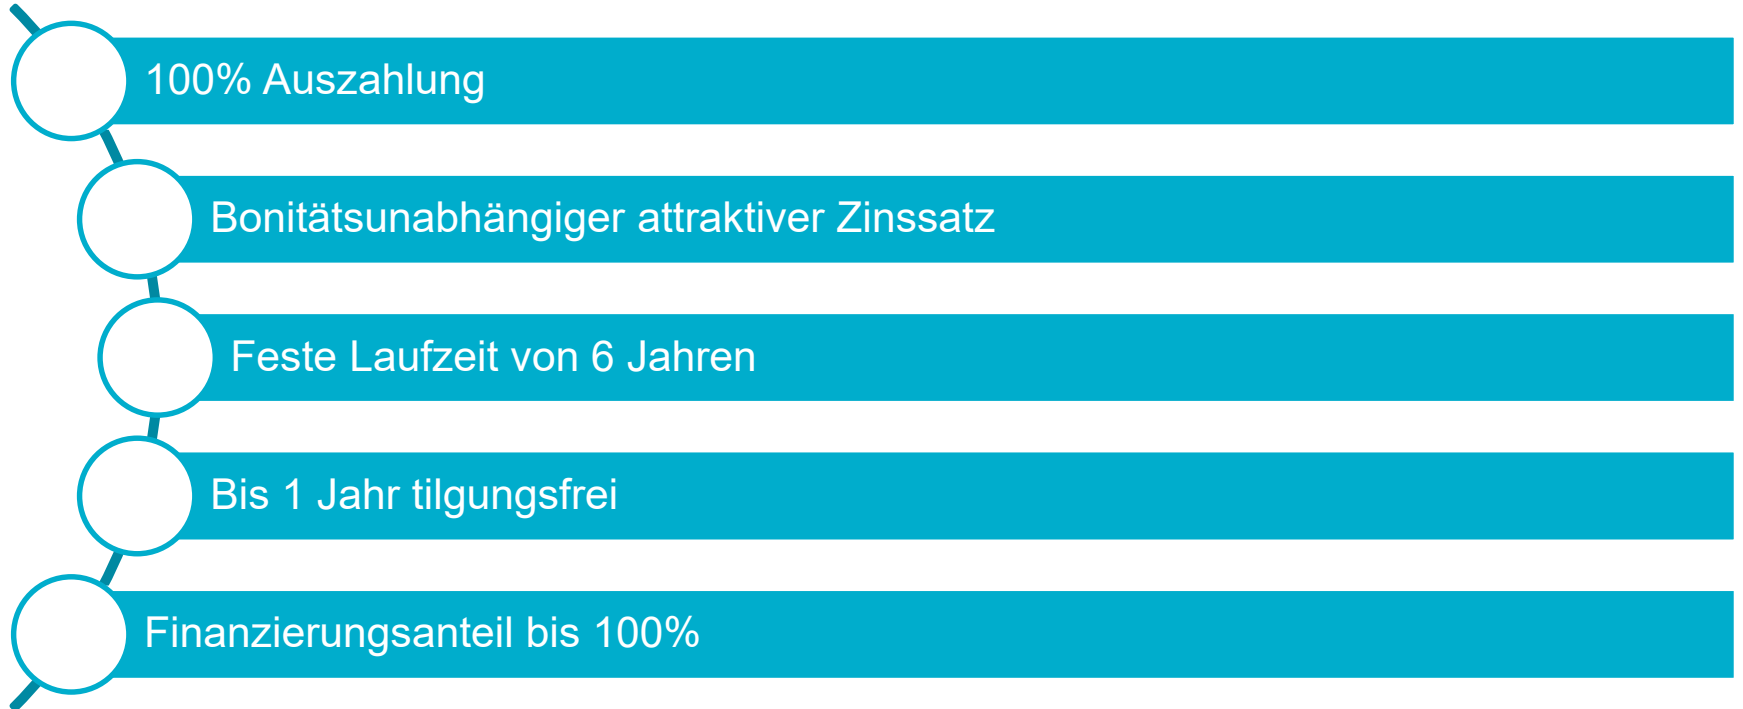 100% Auszahlung
Bonitätsunabhängiger attraktiver Zinssatz
Feste Laufzeit von 6 Jahren
Bis 1 Jahr tilgungsfrei
Finanzierungsanteil bis 100%